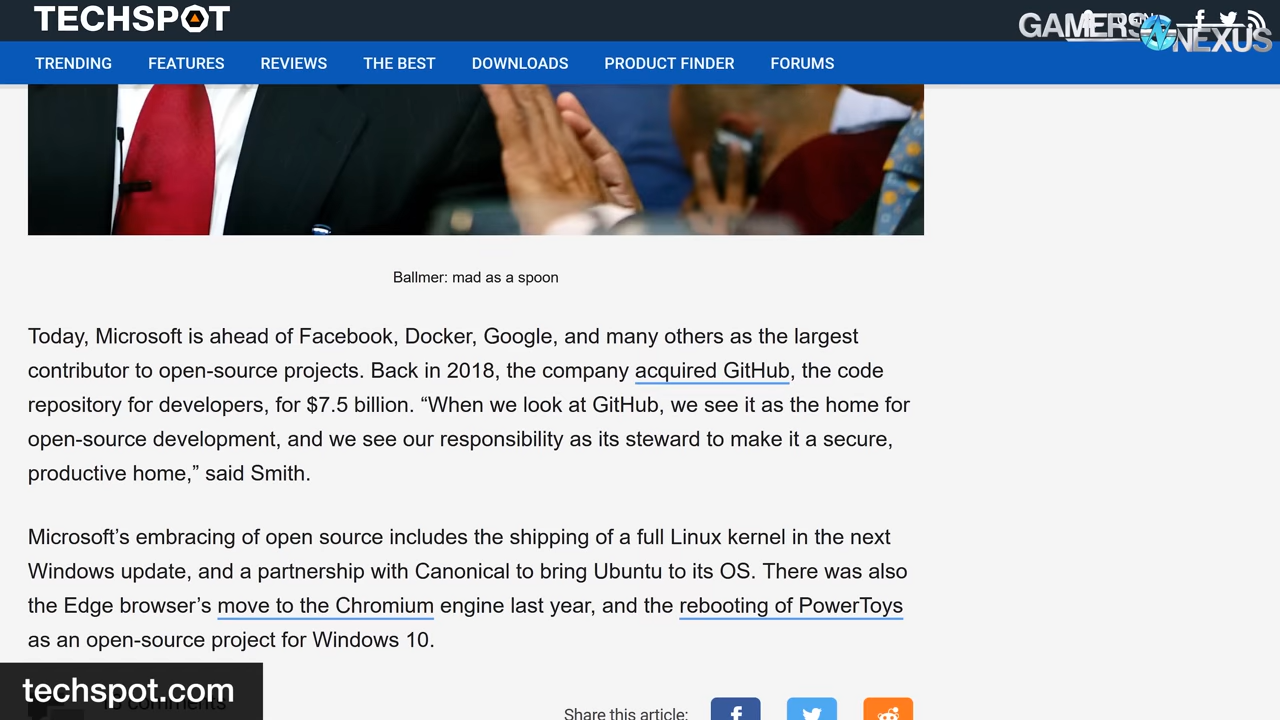 TECHSPOT
GAMERS NEXUS
TRENDING FEATURES REVIEWS THE BEST DOWNLOADS PRODUCT FINDER FORUMS
Ballmer: mad as a spoon
Today, Microsoft is ahead of Facebook, Docker, Google, and many others as the largest
contributor to open-source projects. Back in 2018, the company acquired GitHub, the code
repository for developers, for $7.5 billion. “When we look at GitHub, we see it as the home for
open-source development, and we see our responsibility as its steward to make it a secure,
productive home,” said Smith.
Microsoft’s embracing of open source includes the shipping of a full Linux kernel in the next
Windows update, and a partnership with Canonical to bring Ubuntu to its OS. There was also
the Edge browser’s move to the Chromium engine last year, and the rebooting of PowerToys
as an open-source project for Windows 10.
techspot.com
Share this article: